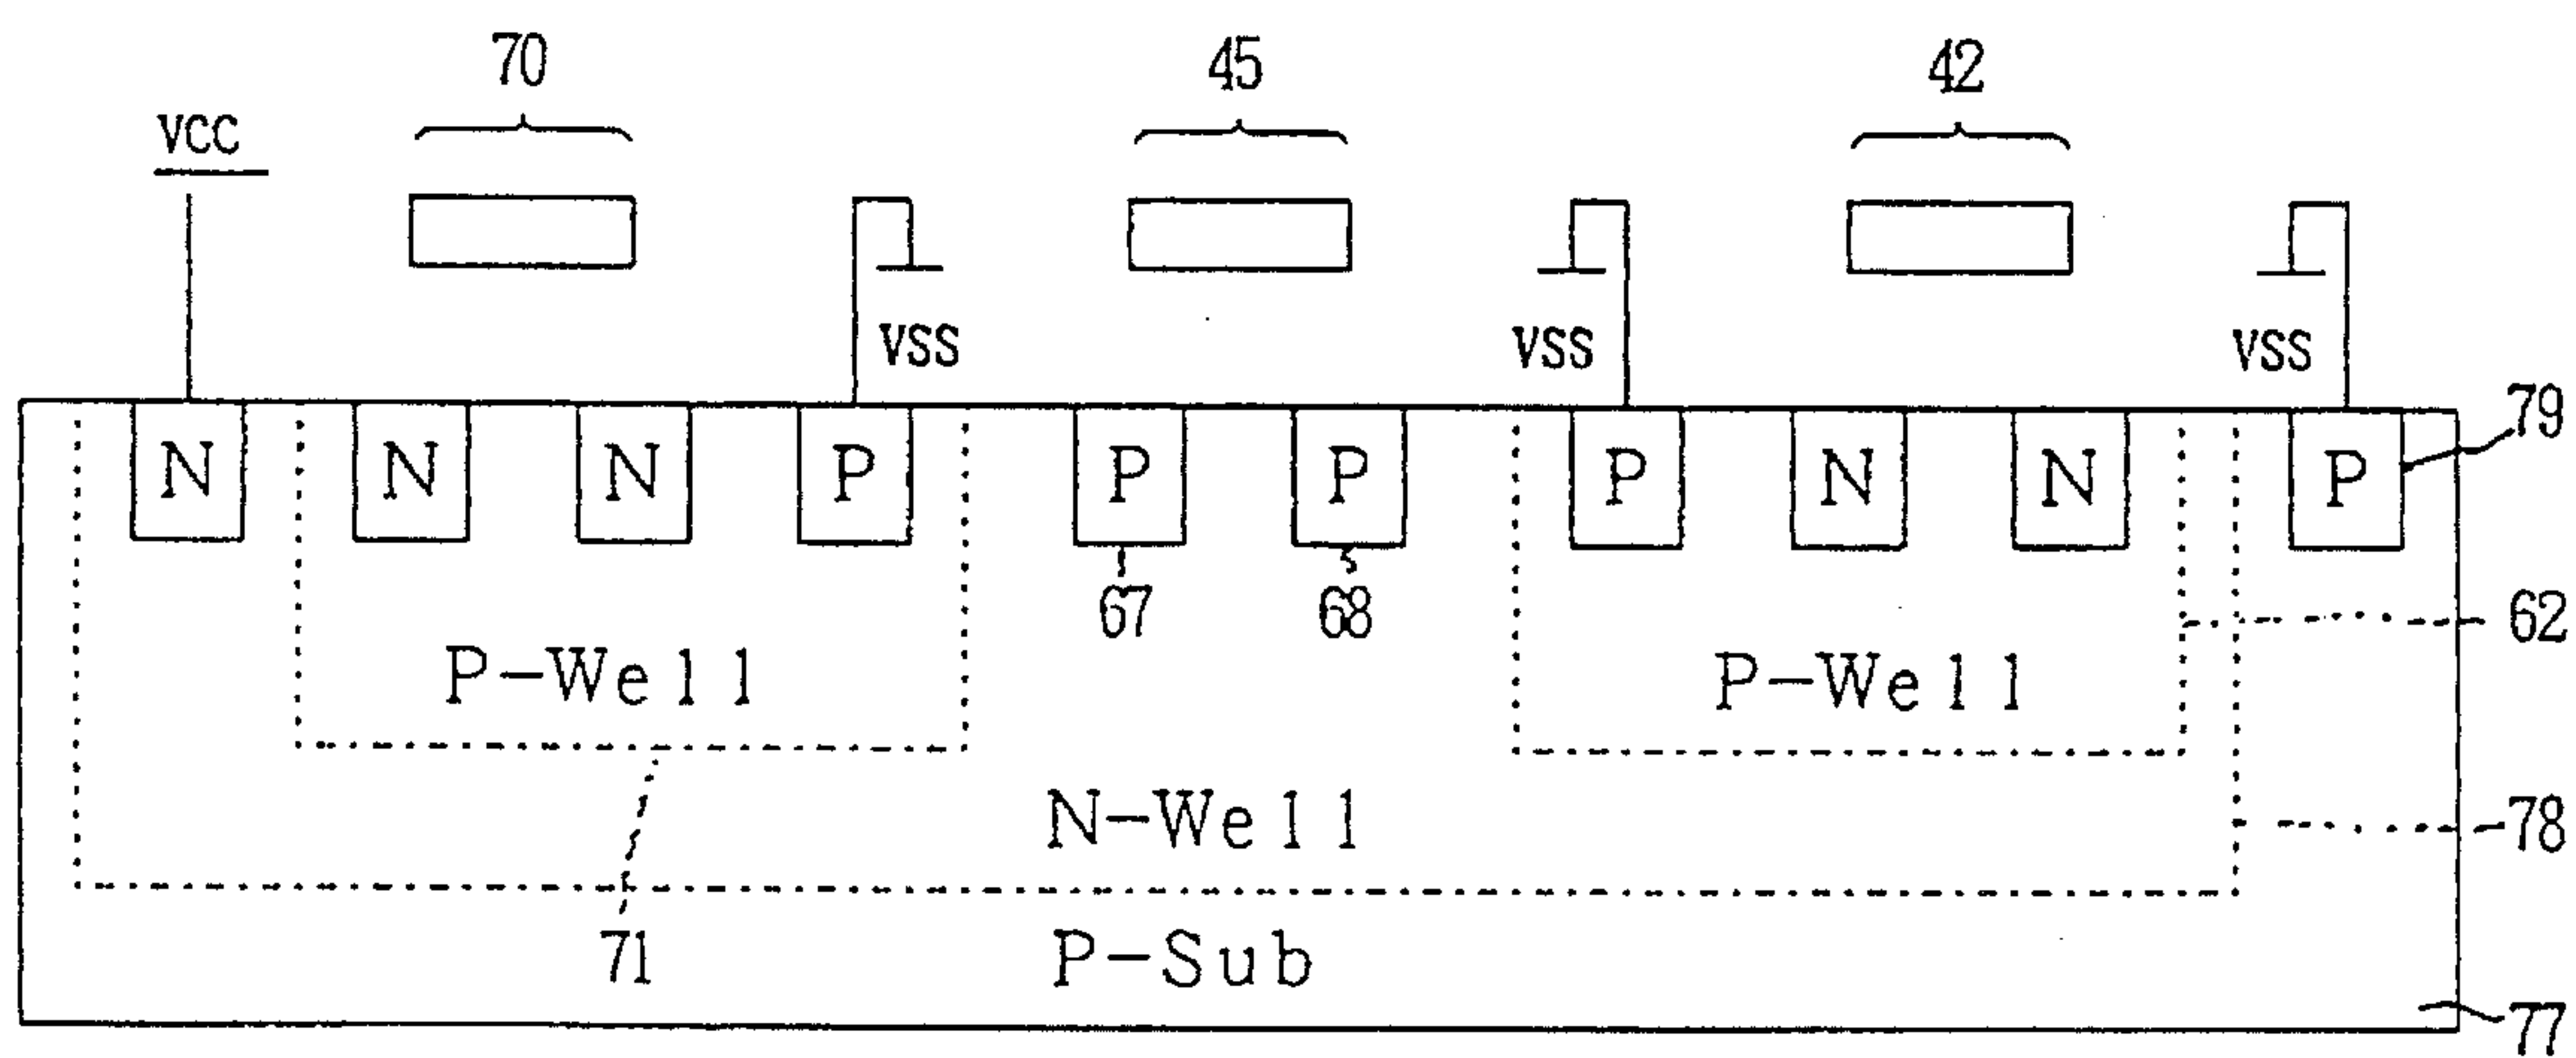 70 45 42
VCC
VSS VSS VSS
N N N P P P P N N P 79
67 68 62
P-Well P-Well
N-Well 78
71 P-Sub
77